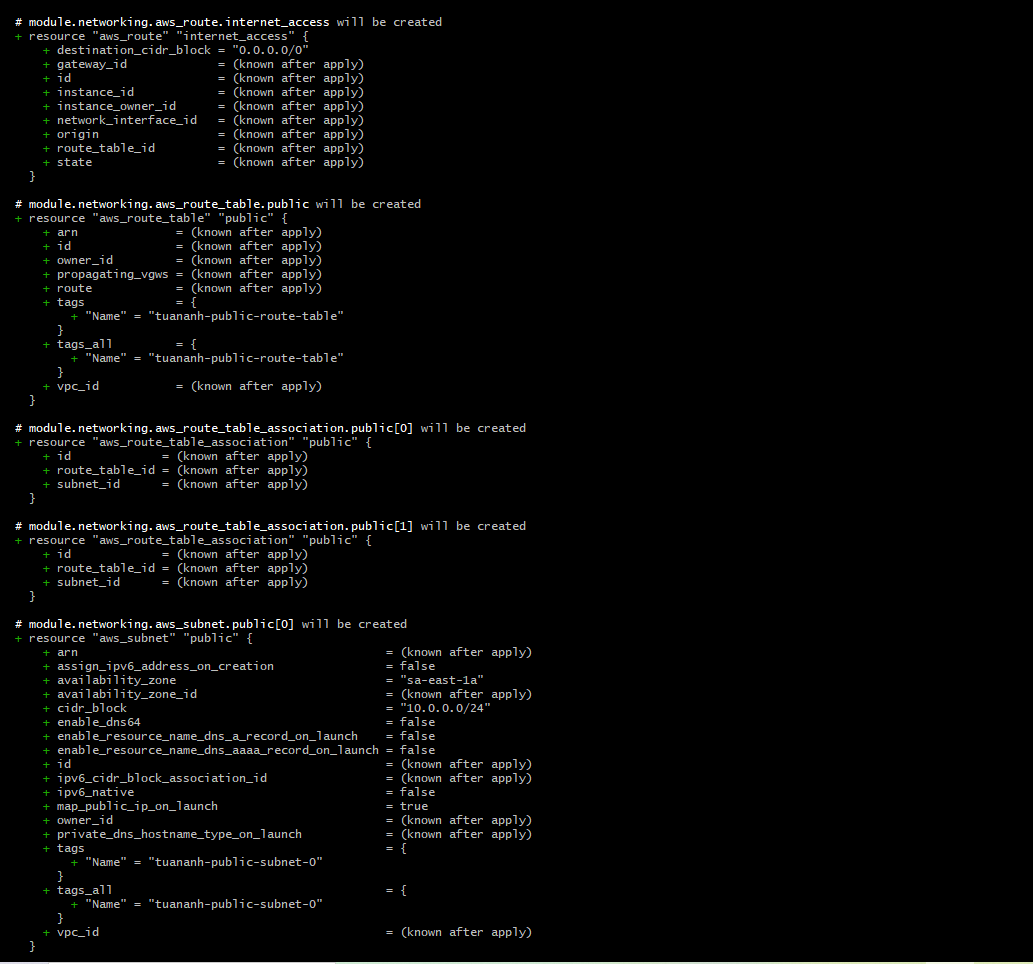 # module.networking.aws_route.internet_access will be created
+ resource "aws_route" "internet_access" {
    + destination_cidr_block = "0.0.0.0/0"
    + gateway_id             = (known after apply)
    + id                     = (known after apply)
    + instance_id            = (known after apply)
    + instance_owner_id      = (known after apply)
    + network_interface_id   = (known after apply)
    + origin                 = (known after apply)
    + route_table_id         = (known after apply)
    + state                  = (known after apply)
  }

# module.networking.aws_route_table.public will be created
+ resource "aws_route_table" "public" {
    + arn              = (known after apply)
    + id               = (known after apply)
    + owner_id         = (known after apply)
    + propagating_vgws = (known after apply)
    + route            = (known after apply)
    + tags             = {
        + "Name" = "tuananh-public-route-table"
      }
    + tags_all         = {
        + "Name" = "tuananh-public-route-table"
      }
    + vpc_id           = (known after apply)
  }

# module.networking.aws_route_table_association.public[0] will be created
+ resource "aws_route_table_association" "public" {
    + id             = (known after apply)
    + route_table_id = (known after apply)
    + subnet_id      = (known after apply)
  }

# module.networking.aws_route_table_association.public[1] will be created
+ resource "aws_route_table_association" "public" {
    + id             = (known after apply)
    + route_table_id = (known after apply)
    + subnet_id      = (known after apply)
  }

# module.networking.aws_subnet.public[0] will be created
+ resource "aws_subnet" "public" {
    + arn                                            = (known after apply)
    + assign_ipv6_address_on_creation                = false
    + availability_zone                              = "sa-east-1a"
    + availability_zone_id                           = (known after apply)
    + cidr_block                                     = "10.0.0.0/24"
    + enable_dns64                                   = false
    + enable_resource_name_dns_a_record_on_launch    = false
    + enable_resource_name_dns_aaaa_record_on_launch = false
    + id                                             = (known after apply)
    + ipv6_cidr_block_association_id                 = (known after apply)
    + ipv6_native                                    = false
    + map_public_ip_on_launch                        = true
    + owner_id                                       = (known after apply)
    + private_dns_hostname_type_on_launch            = (known after apply)
    + tags                                           = {
        + "Name" = "tuananh-public-subnet-0"
      }
    + tags_all                                       = {
        + "Name" = "tuananh-public-subnet-0"
      }
    + vpc_id                                         = (known after apply)
  }